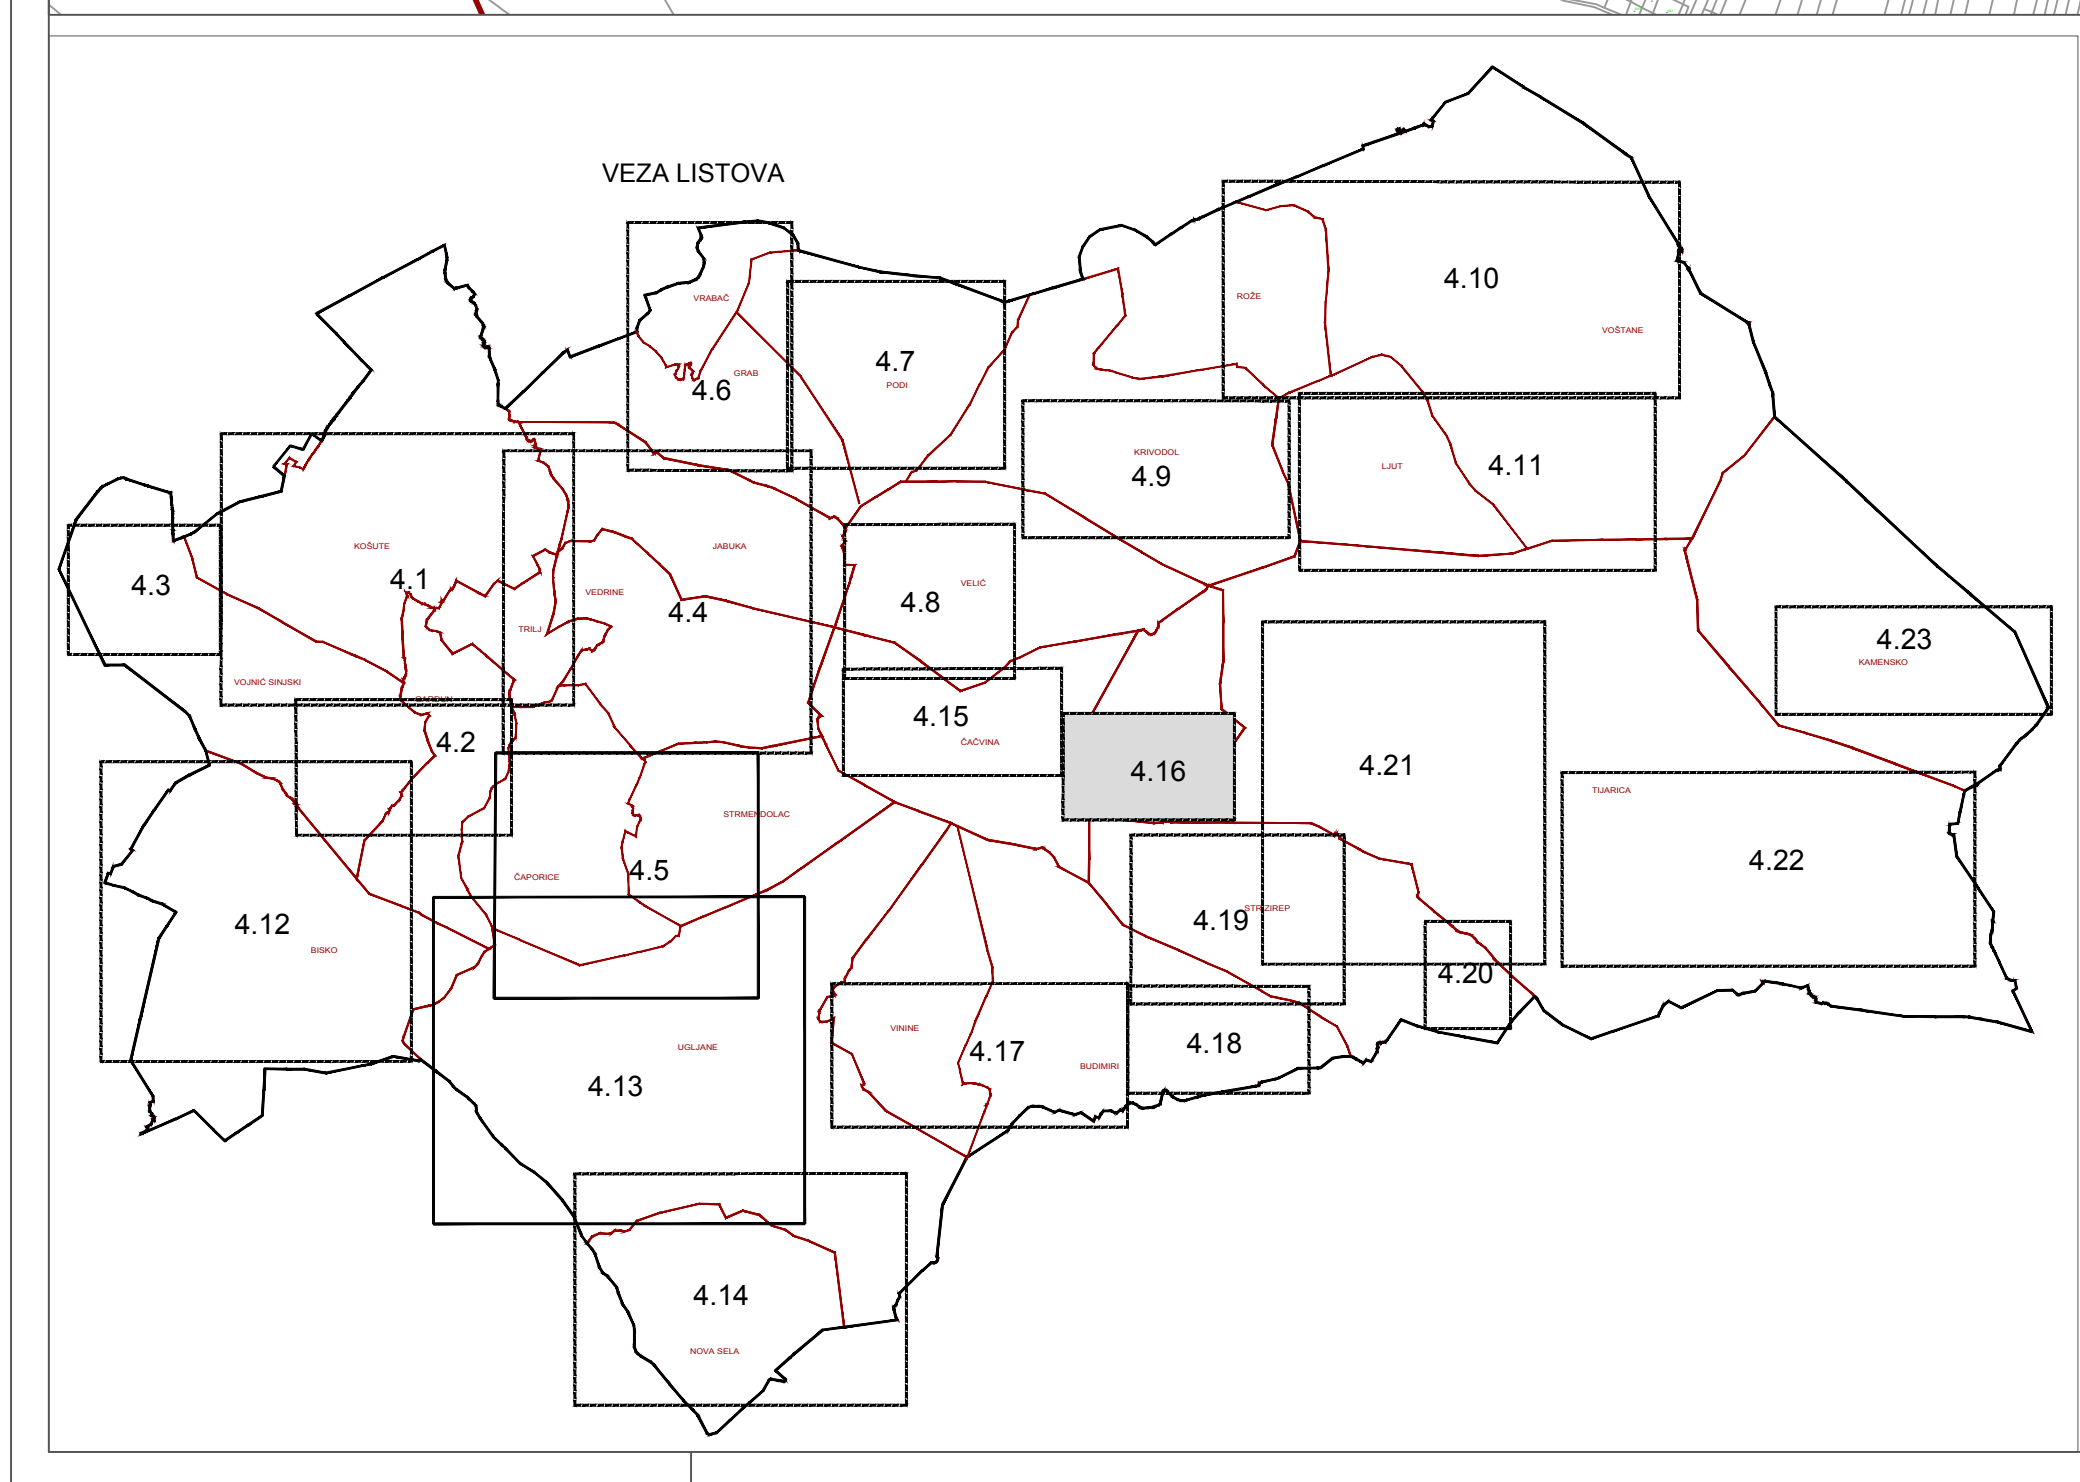 VEZA LISTOVA
4.10
ROŽE
VRABAČ
VOŠTANE
4.7
GRAB
PODI
4.6
KRIVODOL
4.9
LJUT
4.11
KOŠUTE
JABUKA
4.1
4.3
VELIĆ
VEDRINE
4.8
4.4
TRILJ
4.23
KAMENSKO
VOJNIĆ SINJSKI
GARDUN
4.15
ČAČVINA
4.2
4.16
4.21
TIJARICA
STRMENDOLAC
4.22
4.5
ČAPORICE
STRIZIREP
4.19
4.12
BISKO
4.20
VININE
4.18
UGLJANE
4.17
BUDIMIRI
4.13
4.14
NOVA SELA